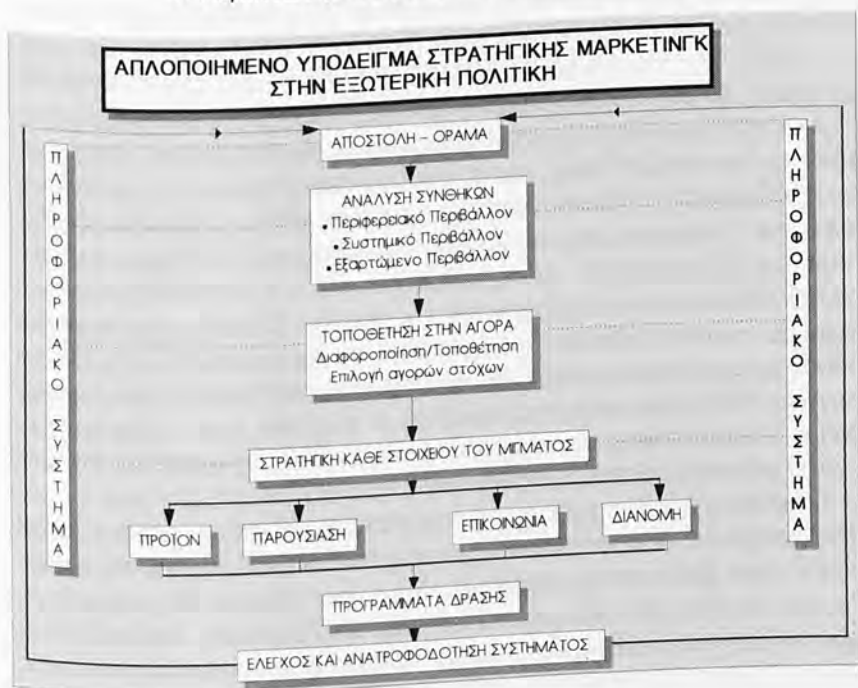 ΑΠΛΟΠΟΙΗΜΕΝΟ ΥΠΟΔΕΙΓΜΑ ΣΤΡΑΤΗΓΙΚΗΣ ΜΑΡΚΕΤΙΝΓΚ
ΣΤΗΝ ΕΞΩΤΕΡΙΚΗ ΠΟΛΙΤΙΚΗ
ΠΛΗΡΟΦΟΡΙΑΚΟ ΣΥΣΤΗΜΑ
ΑΠΟΣΤΟΛΗ – ΟΡΑΜΑ
ΑΝΑΛΥΣΗ ΣΥΝΘΗΚΩΝ
• Περιφερειακό Περιβάλλον
• Συστημικό Περιβάλλον
• Εξαρτώμενο Περιβάλλον
ΤΟΠΟΘΕΤΗΣΗ ΣΤΗΝ ΑΓΟΡΑ
Διαφοροποίηση/Τοποθέτηση
Επιλογή αγορών στόχων
ΣΤΡΑΤΗΓΙΚΗ ΚΑΘΕ ΣΤΟΙΧΕΙΟΥ ΤΟΥ ΜΙΓΜΑΤΟΣ
ΠΡΟΪΟΝ
ΠΑΡΟΥΣΙΑΣΗ
ΕΠΙΚΟΙΝΩΝΙΑ
ΔΙΑΝΟΜΗ
ΠΡΟΓΡΑΜΜΑΤΑ ΔΡΑΣΗΣ
ΕΛΕΓΧΟΣ ΚΑΙ ΑΝΑΤΡΟΦΟΔΟΤΗΣΗ ΣΥΣΤΗΜΑΤΟΣ
ΠΛΗΡΟΦΟΡΙΑΚΟ ΣΥΣΤΗΜΑ